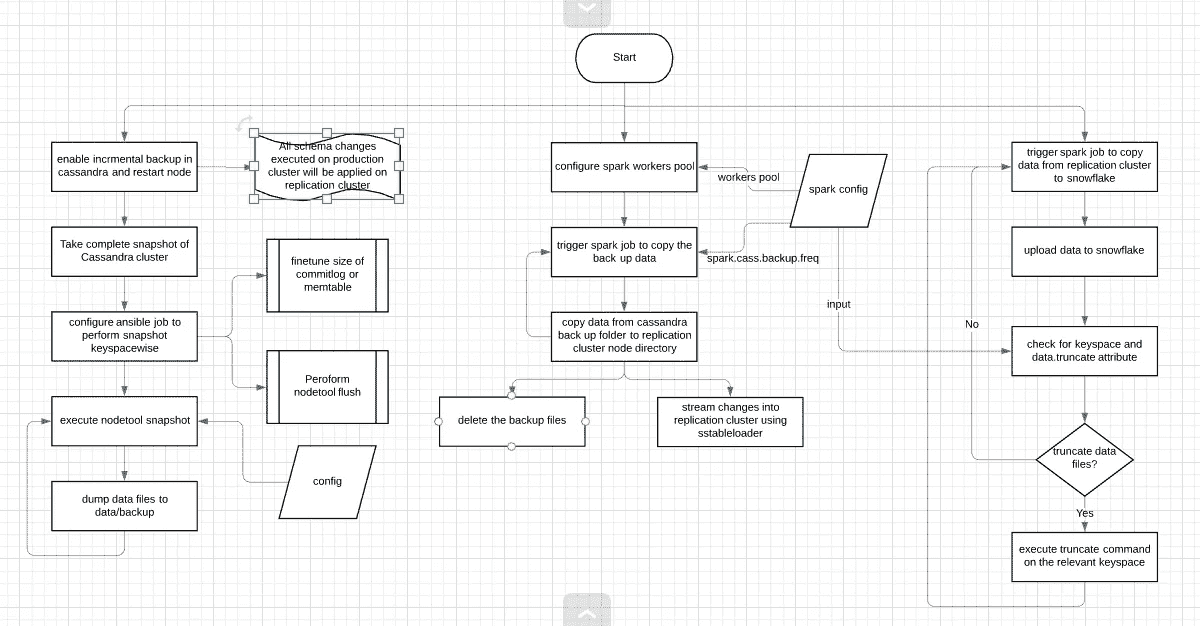 Start
enable incrmental backup in
cassandra and restart node
All schema changes
executed on production
cluster will be applied on
replication cluster
Take complete snapshot of
Cassandra cluster
finetune size of
commitlog or
memtable
configure ansible job to
perform snapshot
keyspacewise
Peroform
nodetool flush
execute nodetool snapshot
config
dump data files to
data/backup
configure spark workers pool
workers pool
spark config
trigger spark job to copy the
back up data
spark.cass.backup.freq
input
copy data from cassandra
back up folder to replication
cluster node directory
delete the backup files
stream changes into
replication cluster using
sstableloader
trigger spark job to copy
data from replication cluster
to snowflake
upload data to snowflake
No
check for keyspace and
data.truncate attribute
truncate data
files?
Yes
execute truncate command
on the relevant keyspace